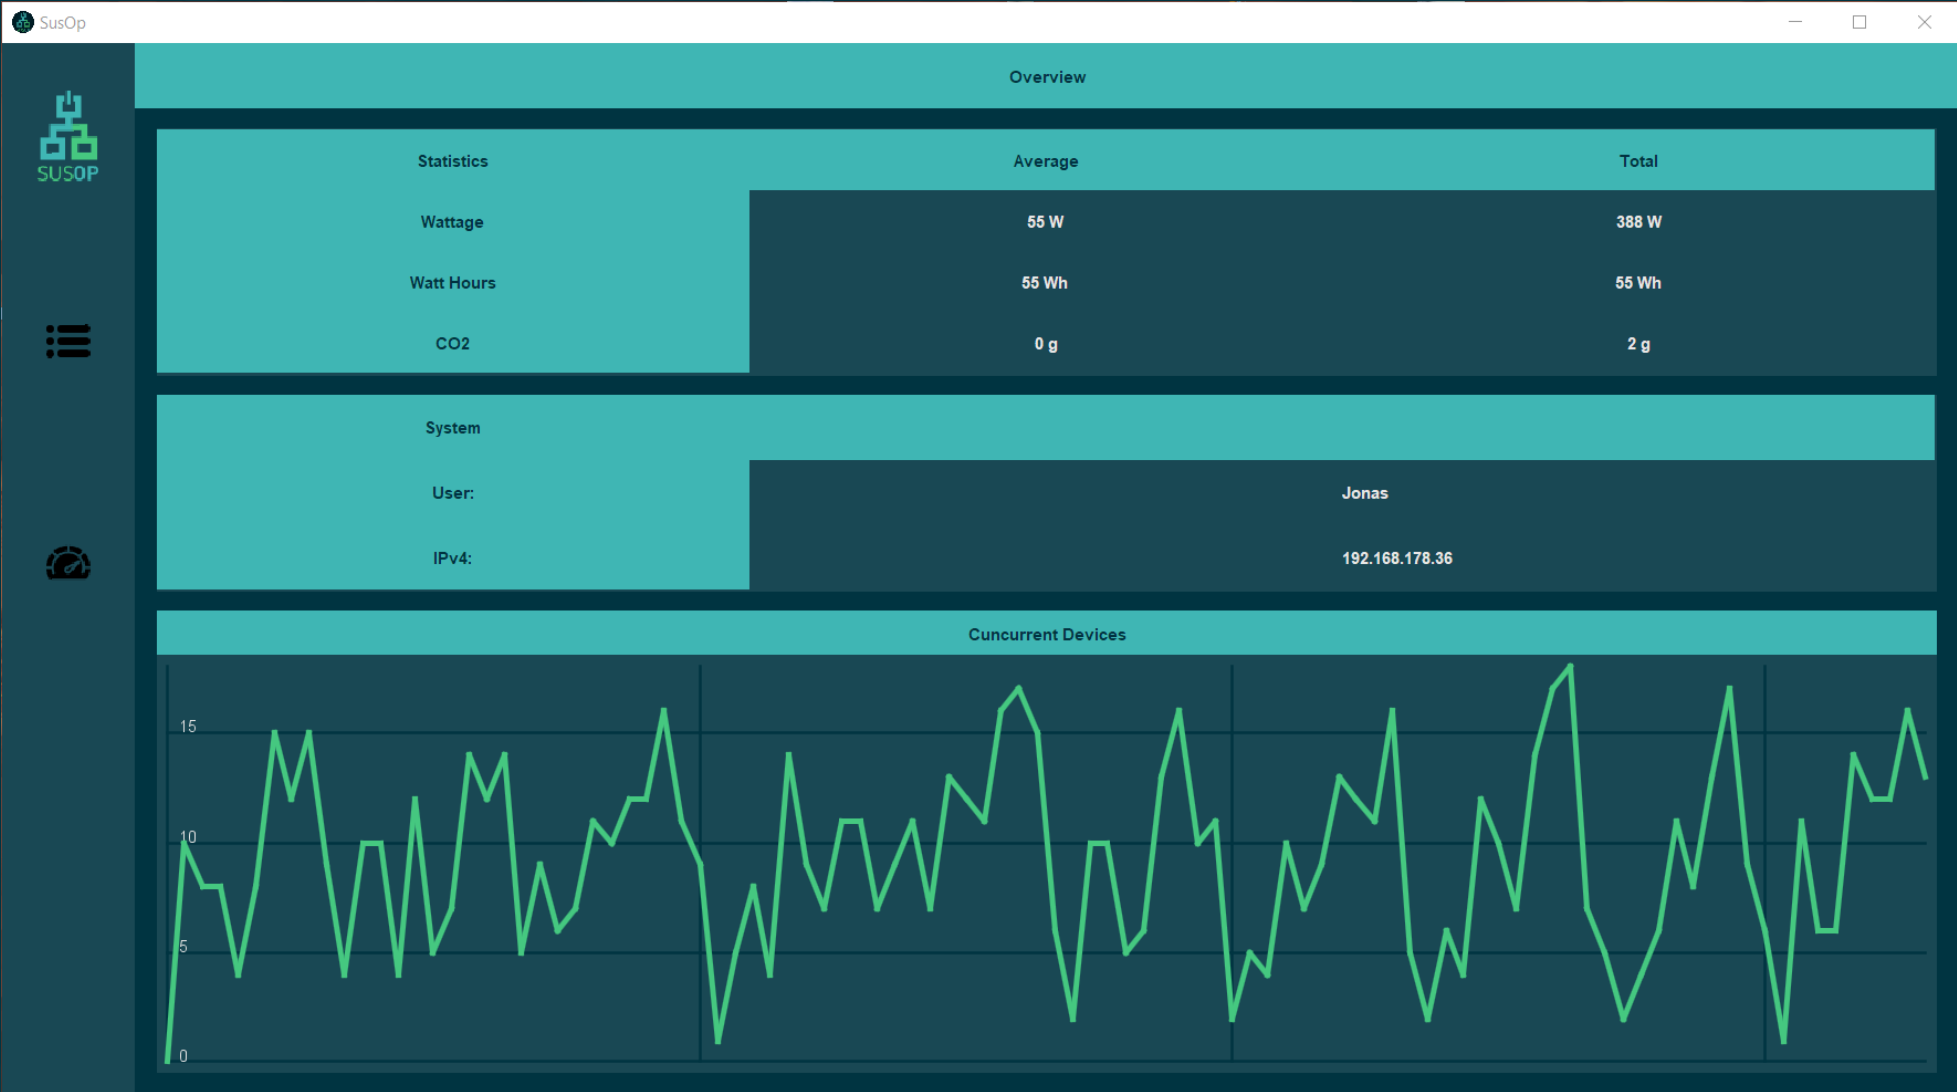 SusOp
SUSOP
Overview
Statistics Average Total
Wattage 55 W 388 W
Watt Hours 55 Wh 55 Wh
CO2 0 g 2 g
System
User: Jonas
IPv4: 192.168.178.36
Cuncurrent Devices
15
10
5
0